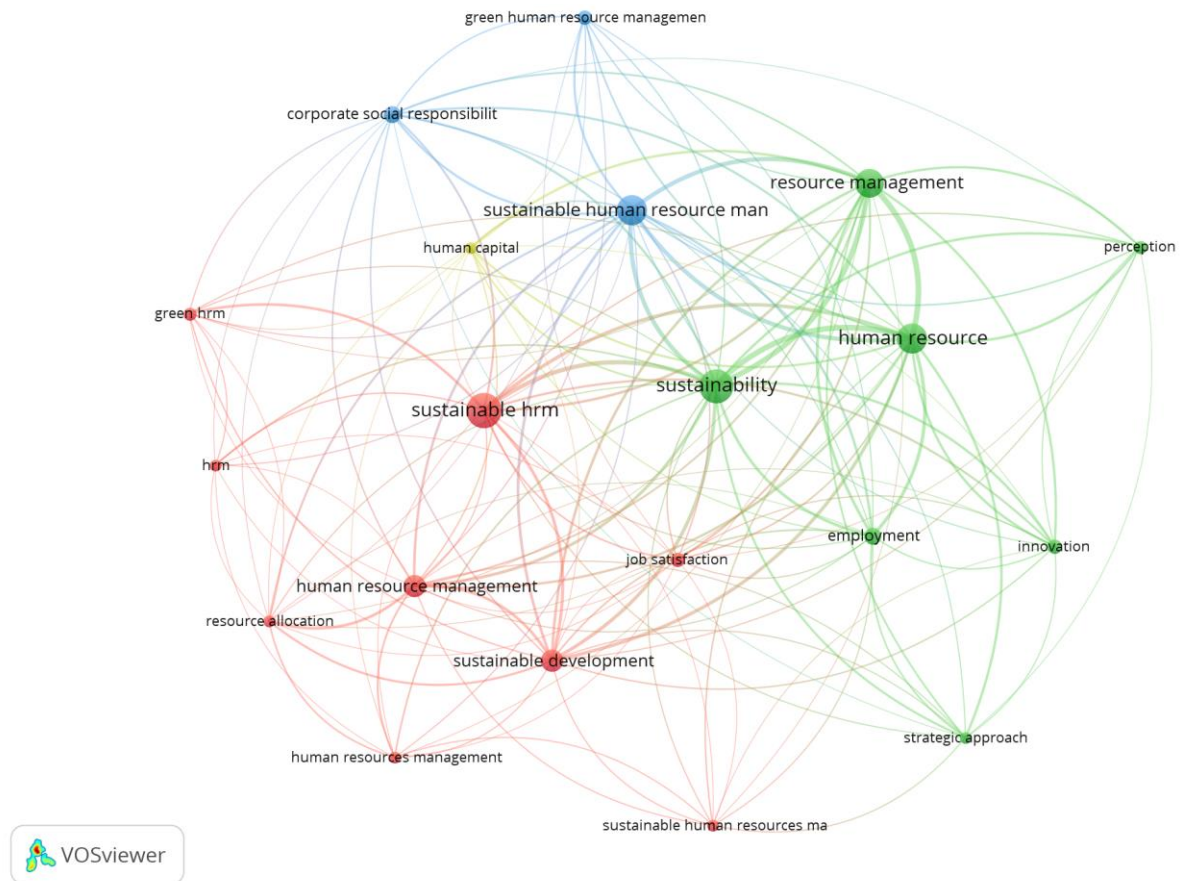 green human resource managemen
corporate social responsibilit
resource management
sustainable human resource man
human capital
perception
green hrm
human resource
sustainability
sustainable hrm
hrm
employment
innovation
job satisfaction
human resource management
resource allocation
sustainable development
strategic approach
human resources management
sustainable human resources ma
VOSviewer